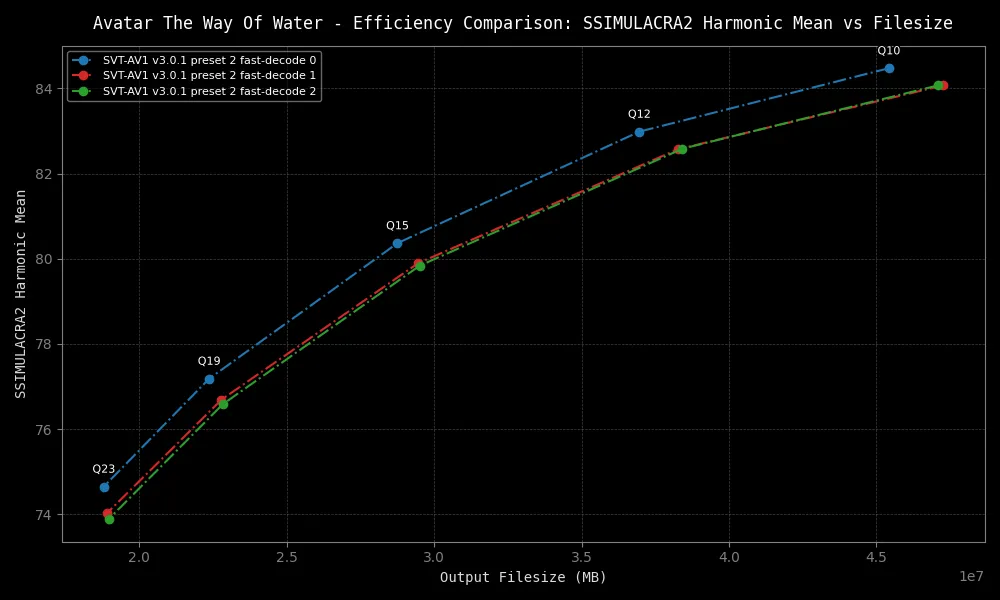 Avatar The Way Of Water - Efficiency Comparison: SSIMULACRA2 Harmonic Mean vs Filesize
SVT-AV1 v3.0.1 preset 2 fast-decode 0
SVT-AV1 v3.0.1 preset 2 fast-decode 1
SVT-AV1 v3.0.1 preset 2 fast-decode 2
Q10
Q12
Q15
Q19
Q23
SSIMULACRA2 Harmonic Mean
84
82
80
78
76
74
2.0 2.5 3.0 3.5 4.0 4.5
1e7
Output Filesize (MB)